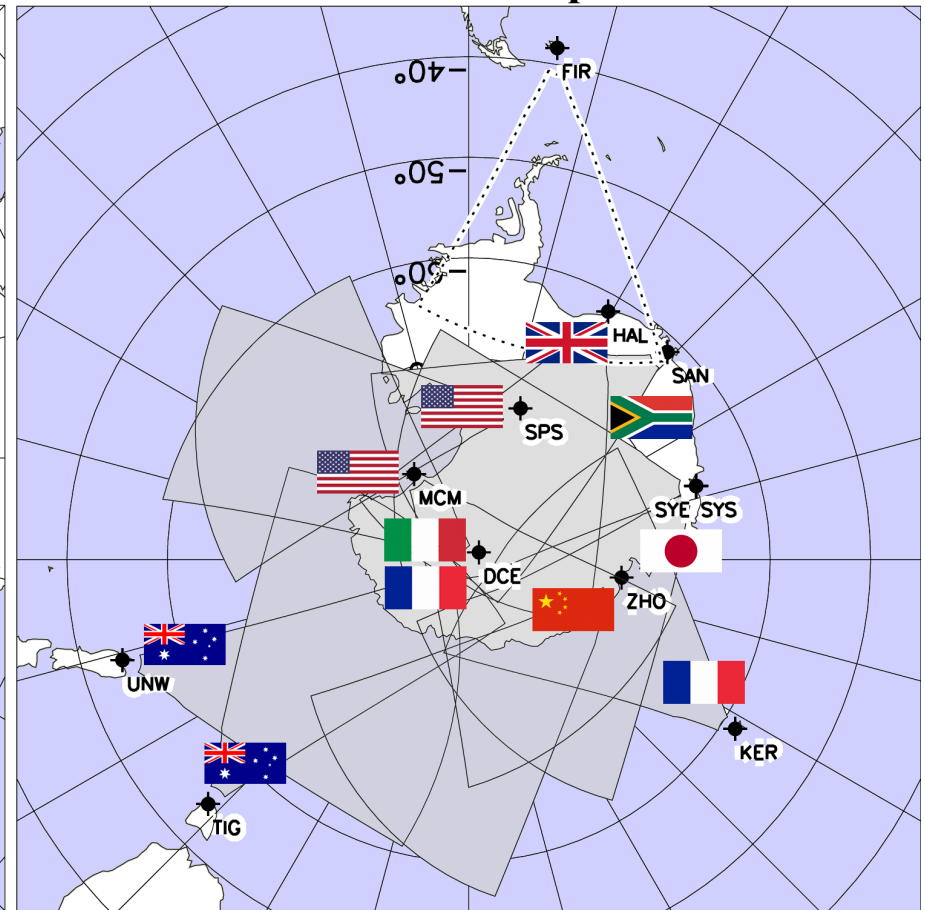 FIR
-40°
-50°
-60°
HAL
SAN
SPS
MCM
SYE SYS
DCE
ZHO
UNW
KER
TIG